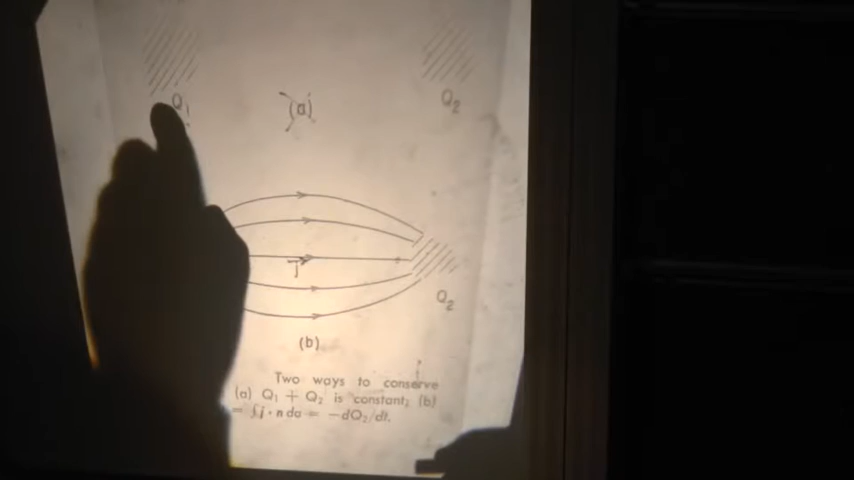 Q1
(a)
Q2
J
Q2
(b)
Two ways to conserve
(a) Q1 + Q2 is constant; (b)
= ∫j · n da = −dQ2/dt.